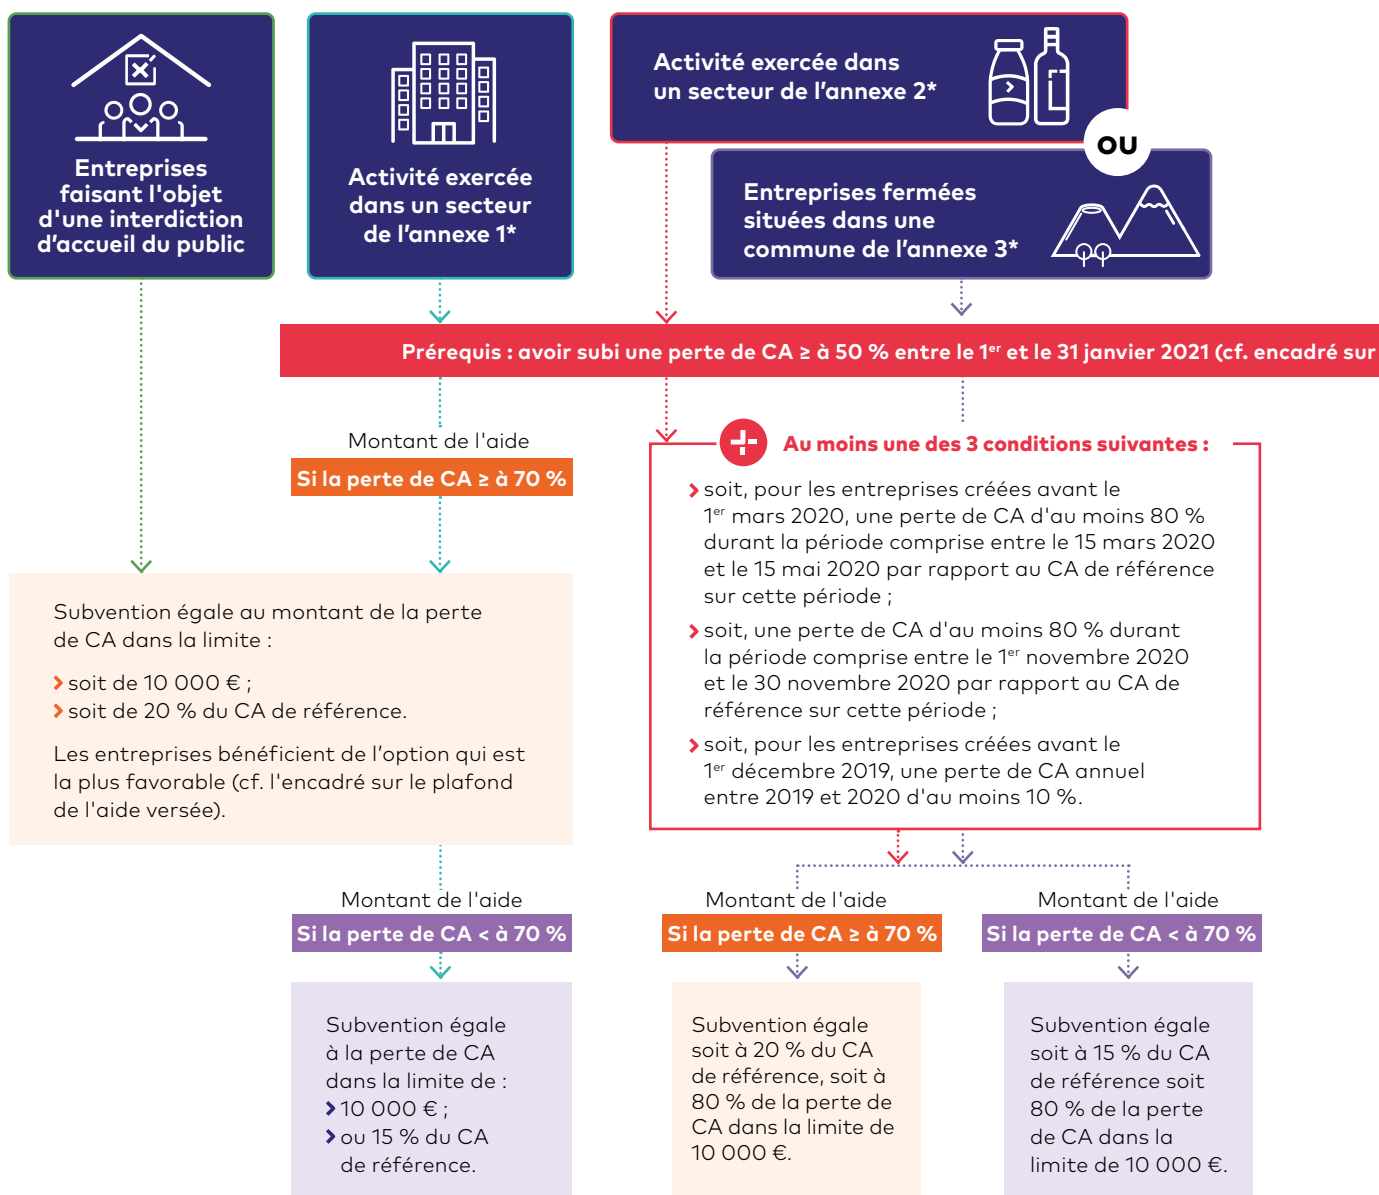 Entreprises
faisant l'objet
d'une interdiction
d’accueil du public
Activité exercée
dans un secteur
de l’annexe 1*
Activité exercée dans
un secteur de l’annexe 2*
OU
Entreprises fermées
situées dans une
commune de l’annexe 3*
Prérequis : avoir subi une perte de CA ≥ à 50 % entre le 1er et le 31 janvier 2021 (cf. encadré sur
Montant de l'aide
Si la perte de CA ≥ à 70 %
Subvention égale au montant de la perte
de CA dans la limite :
soit de 10 000 € ;
soit de 20 % du CA de référence.
Les entreprises bénéficient de l’option qui est
la plus favorable (cf. l'encadré sur le plafond
de l'aide versée).
Montant de l'aide
Si la perte de CA < à 70 %
Subvention égale
à la perte de CA
dans la limite de :
10 000 € ;
ou 15 % du CA
de référence.
Au moins une des 3 conditions suivantes :
soit, pour les entreprises créées avant le
1er mars 2020, une perte de CA d'au moins 80 %
durant la période comprise entre le 15 mars 2020
et le 15 mai 2020 par rapport au CA de référence
sur cette période ;
soit, une perte de CA d'au moins 80 % durant
la période comprise entre le 1er novembre 2020
et le 30 novembre 2020 par rapport au CA de
référence sur cette période ;
soit, pour les entreprises créées avant le
1er décembre 2019, une perte de CA annuel
entre 2019 et 2020 d'au moins 10 %.
Montant de l'aide
Si la perte de CA ≥ à 70 %
Subvention égale
soit à 20 % du CA
de référence, soit à
80 % de la perte de
CA dans la limite de
10 000 €.
Montant de l'aide
Si la perte de CA < à 70 %
Subvention égale
soit à 15 % du CA
de référence soit
80 % de la perte
de CA dans la
limite de 10 000 €.